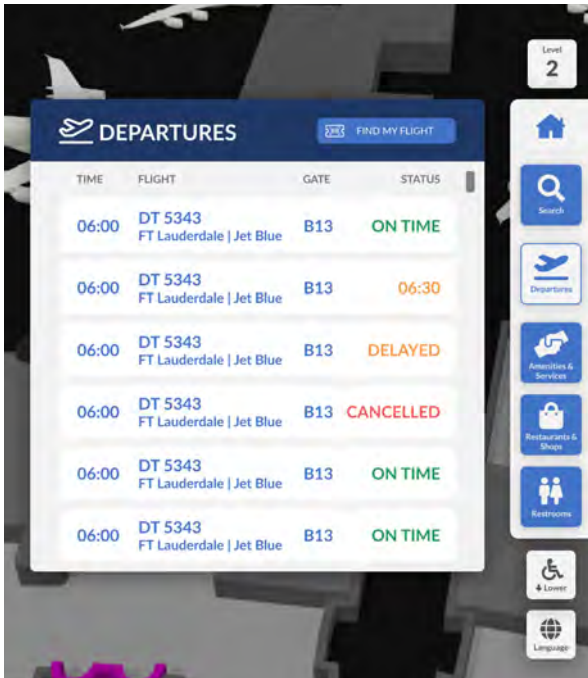 Level
2
DEPARTURES
FIND MY FLIGHT
TIME FLIGHT GATE STATUS
06:00 DT 5343 B13 ON TIME
FT Lauderdale | Jet Blue
06:00 DT 5343 B13 06:30
FT Lauderdale | Jet Blue
06:00 DT 5343 B13 DELAYED
FT Lauderdale | Jet Blue
06:00 DT 5343 B13 CANCELLED
FT Lauderdale | Jet Blue
06:00 DT 5343 B13 ON TIME
FT Lauderdale | Jet Blue
06:00 DT 5343 B13 ON TIME
FT Lauderdale | Jet Blue
Search
Departures
Amenities &
Services
Restaurants &
Shops
Restrooms
Lower
Language